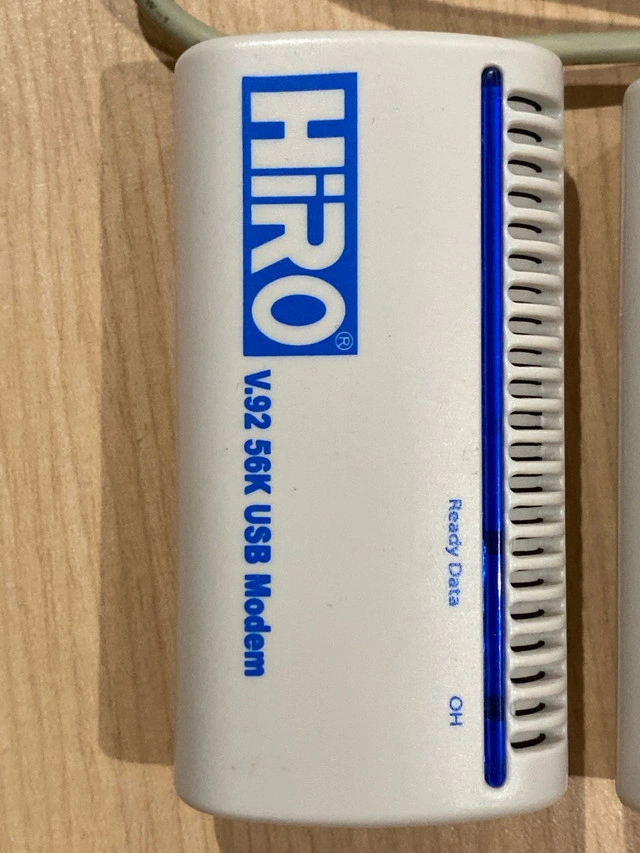 HiRO®
V.92 56K USB Modem
Ready Data
OH